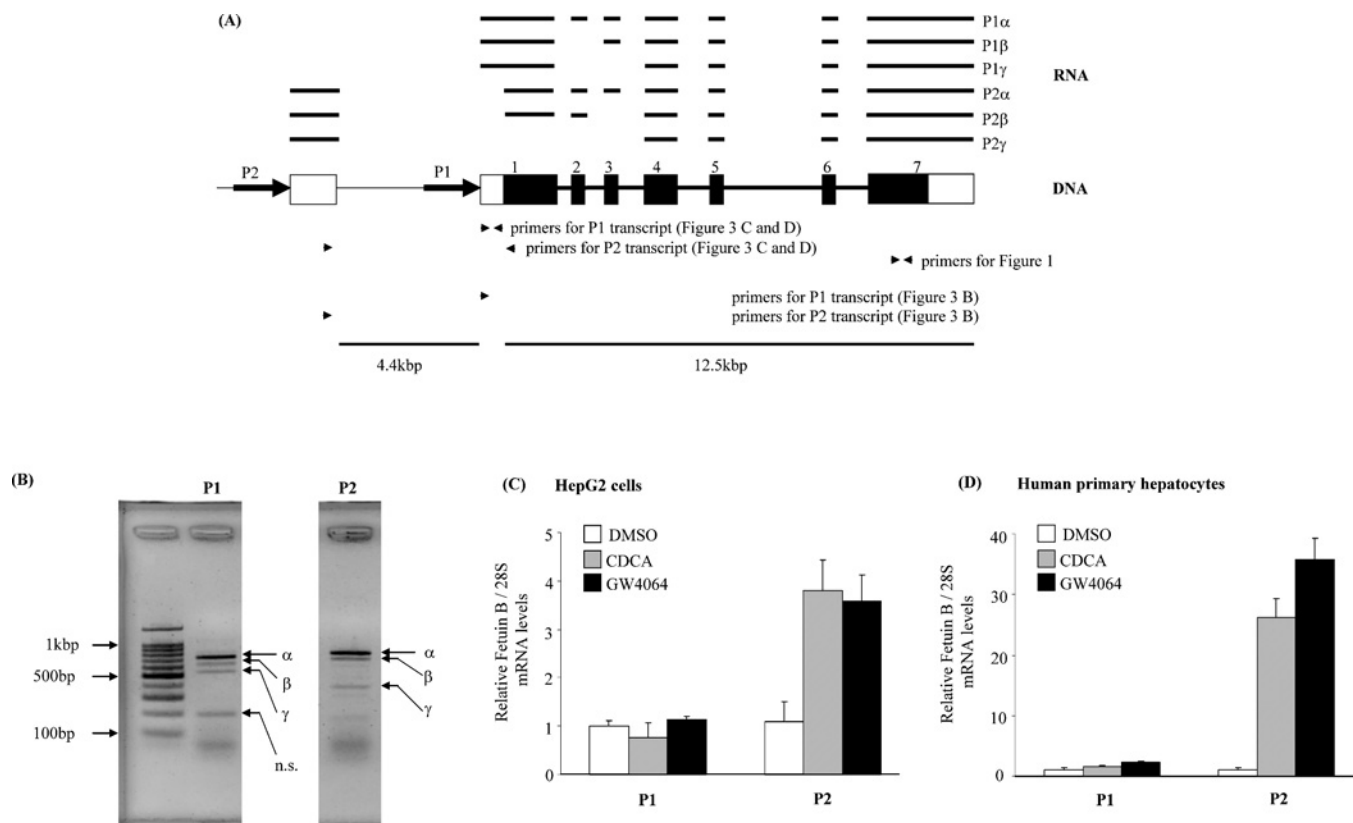 (A)
P1α
P1β
P1γ
RNA
P2α
P2β
P2γ
P2
P1
1 2 3 4 5 6 7
DNA
primers for P1 transcript (Figure 3 C and D)
primers for P2 transcript (Figure 3 C and D)
primers for Figure 1
primers for P1 transcript (Figure 3 B)
primers for P2 transcript (Figure 3 B)
4.4kbp
12.5kbp
(B)
P1
P2
1kbp
500bp
100bp
α
β
γ
n.s.
α
β
γ
(C) HepG2 cells
DMSO
CDCA
GW4064
Relative Fetuin B / 28S
mRNA levels
5
4
3
2
1
0
P1
P2
(D) Human primary hepatocytes
DMSO
CDCA
GW4064
Relative Fetuin B / 28S
mRNA levels
40
30
20
10
0
P1
P2